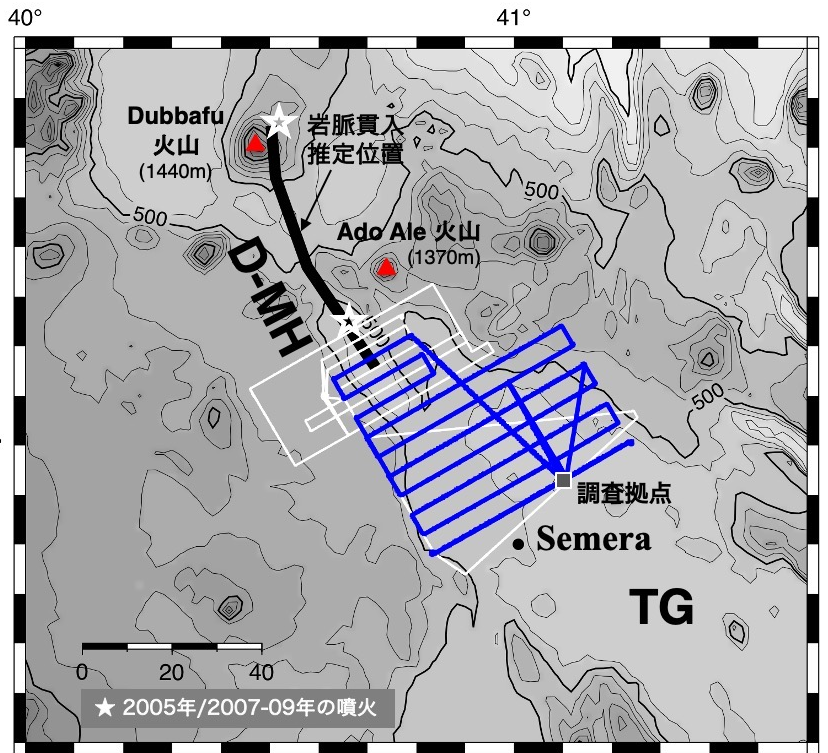 40°
41°
Dubbafu
火山
(1440m)
岩脈貫入
推定位置
500
500
Ado Ale 火山
(1370m)
D-MH
500
500
調査拠点
Semera
TG
0
20
40
★ 2005年/2007-09年の噴火